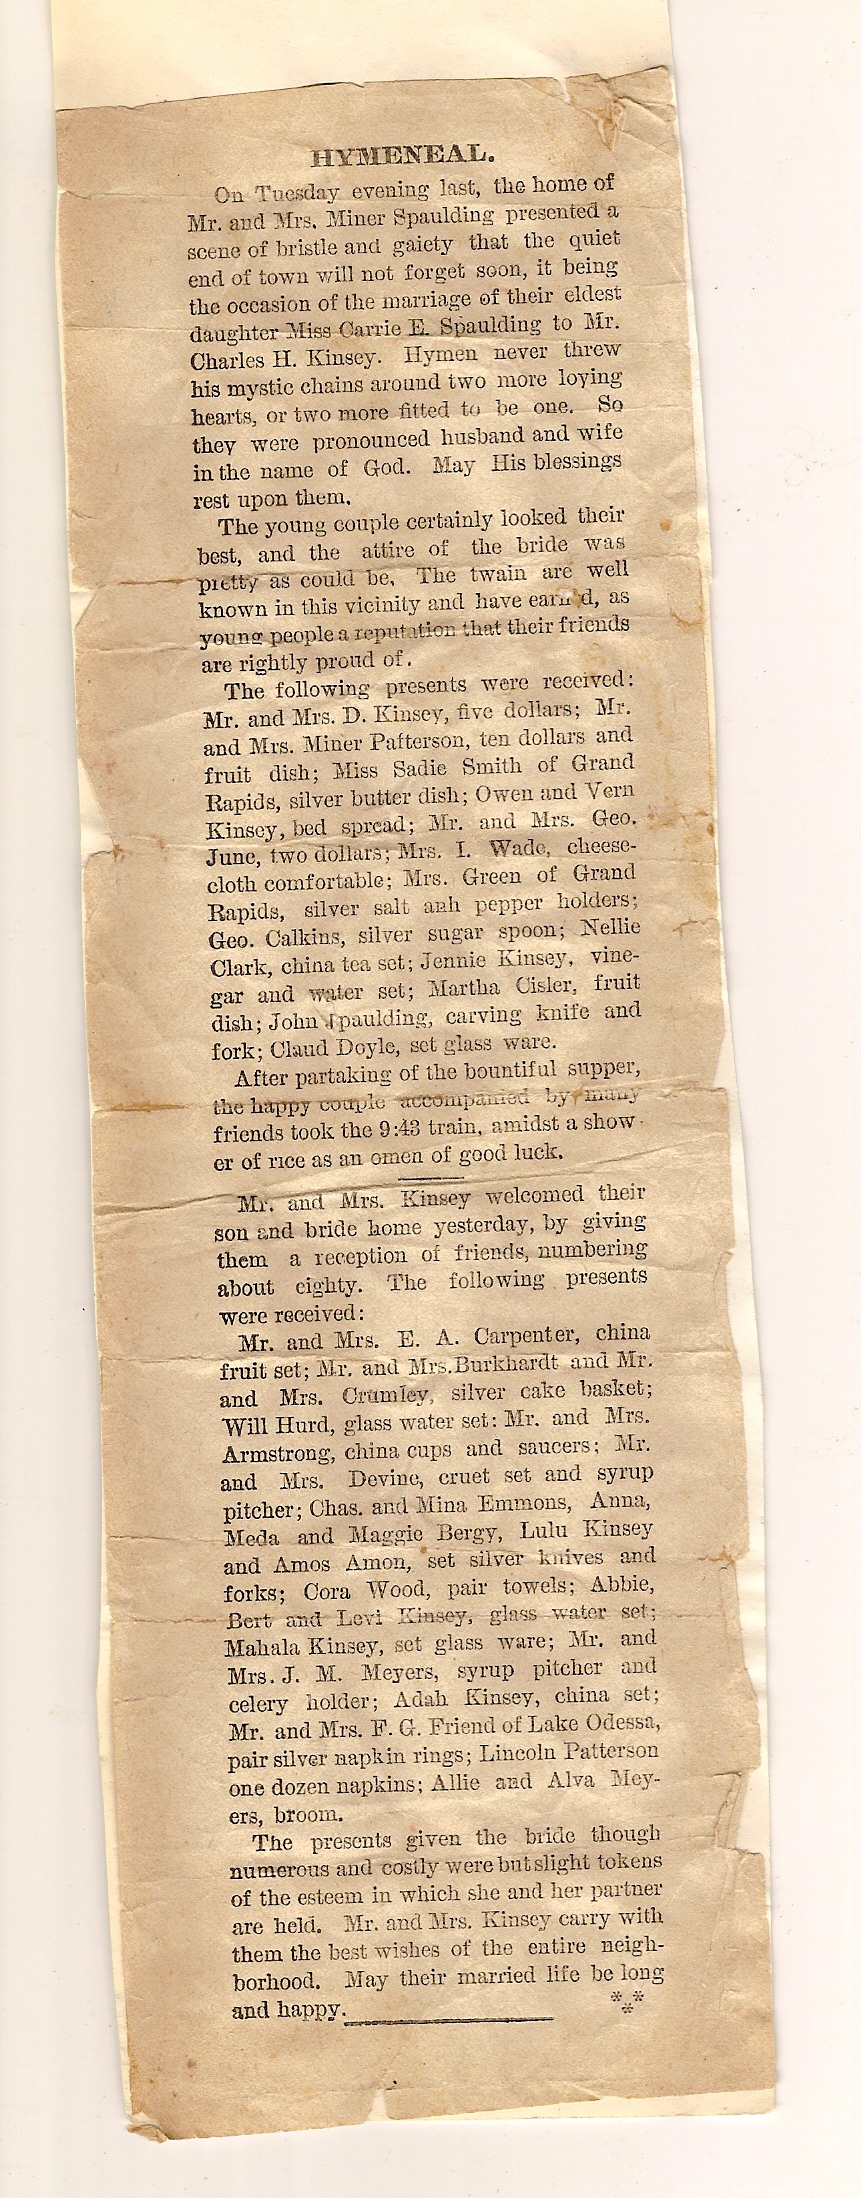 HYMENEAL.
On Tuesday evening last, the home of
Mr. and Mrs. Miner Spaulding presented a
scene of bristle and gaiety that the quiet
end of town will not forget soon, it being
the occasion of the marriage of their eldest
daughter Miss Carrie E. Spaulding to Mr.
Charles H. Kinsey. Hymen never threw
his mystic chains around two more loying
hearts, or two more fitted to be one. So
they were pronounced husband and wife
in the name of God. May His blessings
rest upon them.
The young couple certainly looked their
best, and the attire of the bride was
pretty as could be. The twain are well
known in this vicinity and have earn d, as
young people a reputation that their friends
are rightly proud of.
The following presents were received:
Mr. and Mrs. D. Kinsey, five dollars; Mr.
and Mrs. Miner Patterson, ten dollars and
fruit dish; Miss Sadie Smith of Grand
Rapids, silver butter dish; Owen and Vern
Kinsey, bed spread; Mr. and Mrs. Geo.
June, two dollars; Mrs. I. Wade, cheese-
cloth comfortable; Mrs. Green of Grand
Rapids, silver salt anh pepper holders;
Geo. Calkins, silver sugar spoon; Nellie
Clark, china tea set; Jennie Kinsey, vine-
gar and water set; Martha Cisler, fruit
dish; John Spaulding, carving knife and
fork; Claud Doyle, set glass ware.
After partaking of the bountiful supper,
the happy couple accompanied by many
friends took the 9:43 train, amidst a show-
er of rice as an omen of good luck.
Mr. and Mrs. Kinsey welcomed their
son and bride home yesterday, by giving
them a reception of friends, numbering
about eighty. The following presents
were received:
Mr. and Mrs. E. A. Carpenter, china
fruit set; Mr. and Mrs. Burkhardt and Mr.
and Mrs. Crumley, silver cake basket;
Will Hurd, glass water set: Mr. and Mrs.
Armstrong, china cups and saucers; Mr.
and Mrs. Devine, cruet set and syrup
pitcher; Chas. and Mina Emmons, Anna,
Meda and Maggie Bergy, Lulu Kinsey
and Amos Amon, set silver knives and
forks; Cora Wood, pair towels; Abbie,
Bert and Levi Kinsey, glass water set;
Mahala Kinsey, set glass ware; Mr. and
Mrs. J. M. Meyers, syrup pitcher and
celery holder; Adah Kinsey, china set;
Mr. and Mrs. F. G. Friend of Lake Odessa,
pair silver napkin rings; Lincoln Patterson
one dozen napkins; Allie and Alva Mey-
ers, broom.
The presents given the bride though
numerous and costly were but slight tokens
of the esteem in which she and her partner
are held. Mr. and Mrs. Kinsey carry with
them the best wishes of the entire neigh-
borhood. May their married life be long
and happy. ***